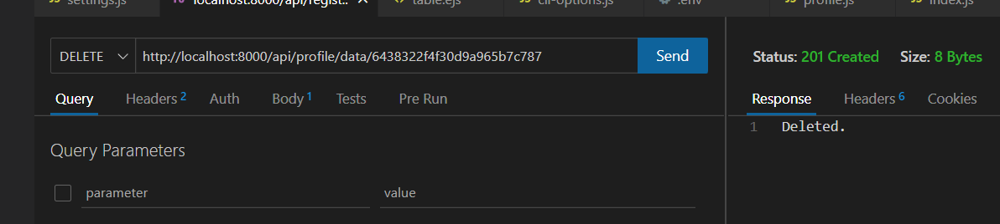 settings.js localhost:8000/api/regist.. table.ejs cli-options.js .env profile.js index.js
DELETE http://localhost:8000/api/profile/data/6438322f4f30d9a965b7c787 Send
Query Headers 2 Auth Body 1 Tests Pre Run
Query Parameters
parameter value
Status: 201 Created Size: 8 Bytes
Response Headers 6 Cookies
1 Deleted.